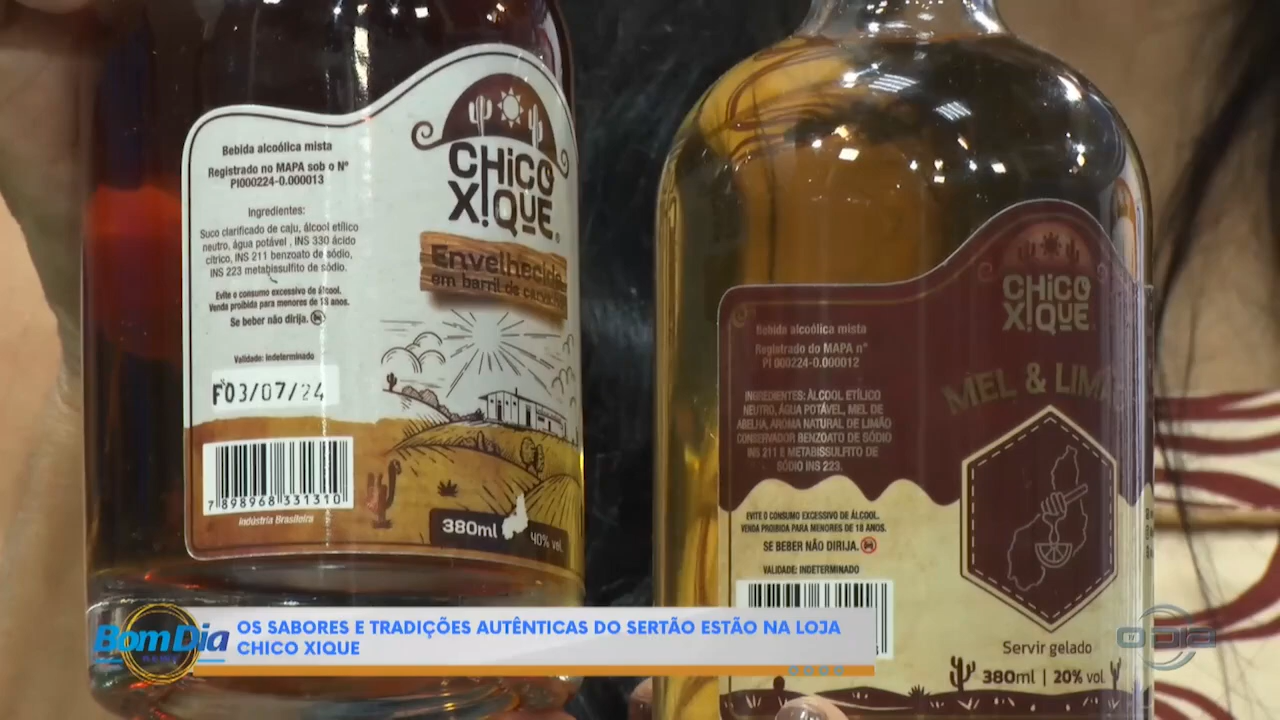 Bebida alcoólica mista
Registrado no MAPA sob o Nº
PI000224-0.000013
Ingredientes:
Suco clarificado de caju, álcool etílico
neutro, água potável , INS 330 ácido
cítrico, INS 211 benzoato de sódio,
INS 223 metabissulfito de sódio.
Evite o consumo excessivo de álcool.
Venda proibida para menores de 18 anos.
Se beber não dirija.
Validade: Indeterminado
F03/07/24
7 898968 331310
Indústria Brasileira
CHICO
XIQUE
Envelhecida
em barril de carvalho
380ml
40% vol.
Bebida alcoólica mista
Registrado do MAPA nº
PI 000224-0.000012
INGREDIENTES: ÁLCOOL ETÍLICO
NEUTRO, ÁGUA POTÁVEL, MEL DE
ABELHA, AROMA NATURAL DE LIMÃO
CONSERVADOR BENZOATO DE SÓDIO
INS 211 E METABISSULFITO DE
SÓDIO INS 223.
EVITE O CONSUMO EXCESSIVO DE ÁLCOOL.
VENDA PROIBIDA PARA MENORES DE 18 ANOS.
SE BEBER NÃO DIRIJA.
VALIDADE: INDETERMINADO
CHICO
XIQUE
MEL & LIM
Servir gelado
380ml | 20% vol.
Bom Dia
OS SABORES E TRADIÇÕES AUTÊNTICAS DO SERTÃO ESTÃO NA LOJA
CHICO XIQUE
O DIA